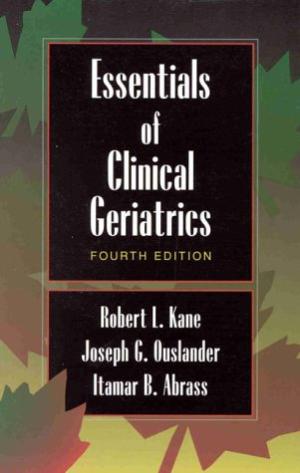 Essentials
of
Clinical
Geriatrics
FOURTH EDITION
Robert L. Kane
Joseph G. Ouslander
Itamar B. Abrass